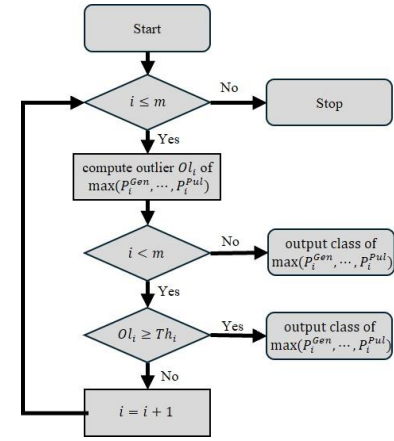 Start
i ≤ m
No
Stop
Yes
compute outlier Ol_i of
max(P_i^{Gen}, ⋯, P_i^{Pul})
i < m
No
output class of
max(P_i^{Gen}, ⋯, P_i^{Pul})
Yes
Ol_i ≥ Th_i
Yes
output class of
max(P_i^{Gen}, ⋯, P_i^{Pul})
No
i = i + 1